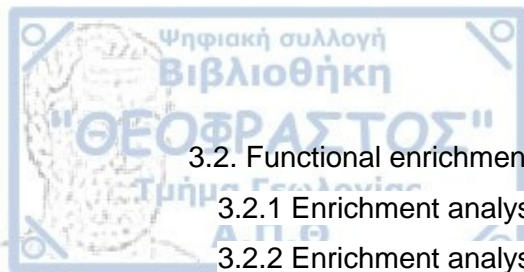 Ψηφιακή συλλογή
Βιβλιοθήκη
"ΘΕΟΦΡΑΣΤΟΣ"
3.2. Functional enrichmen
Τμήμα Γεωλογίας
3.2.1 Enrichment analys
Α.Π.Θ
3.2.2 Enrichment analys